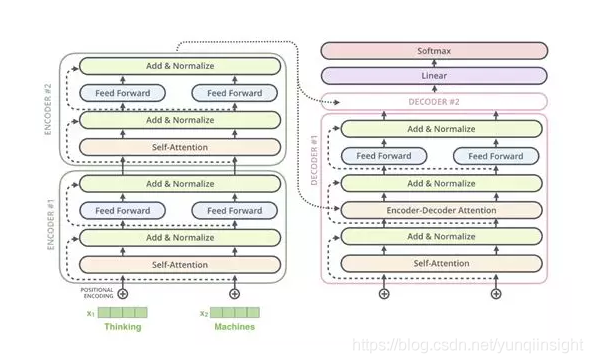 ENCODER #2
Add & Normalize
Feed Forward
Feed Forward
Add & Normalize
Self-Attention
ENCODER #1
Add & Normalize
Feed Forward
Feed Forward
Add & Normalize
Self-Attention
POSITIONAL
ENCODING
x₁
Thinking
x₂
Machines
Softmax
Linear
DECODER #2
DECODER #1
Add & Normalize
Feed Forward
Feed Forward
Add & Normalize
Encoder-Decoder Attention
Add & Normalize
Self-Attention
https://blog.csdn.net/yunqiinsight